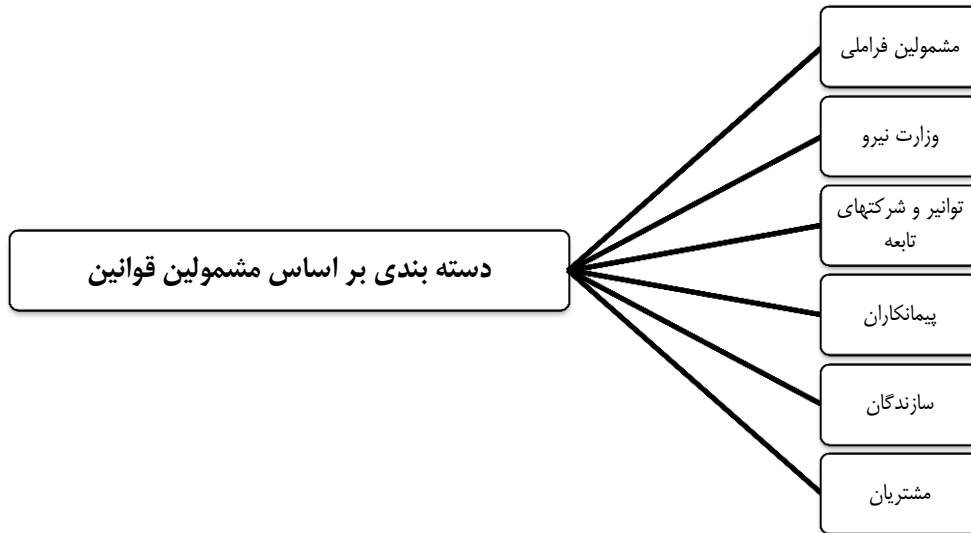 مشمولین فراملی
وزارت نیرو
توانیر و شرکتهای
تابعه
دسته بندی بر اساس مشمولین قوانین
پیمانکاران
سازندگان
مشتریان